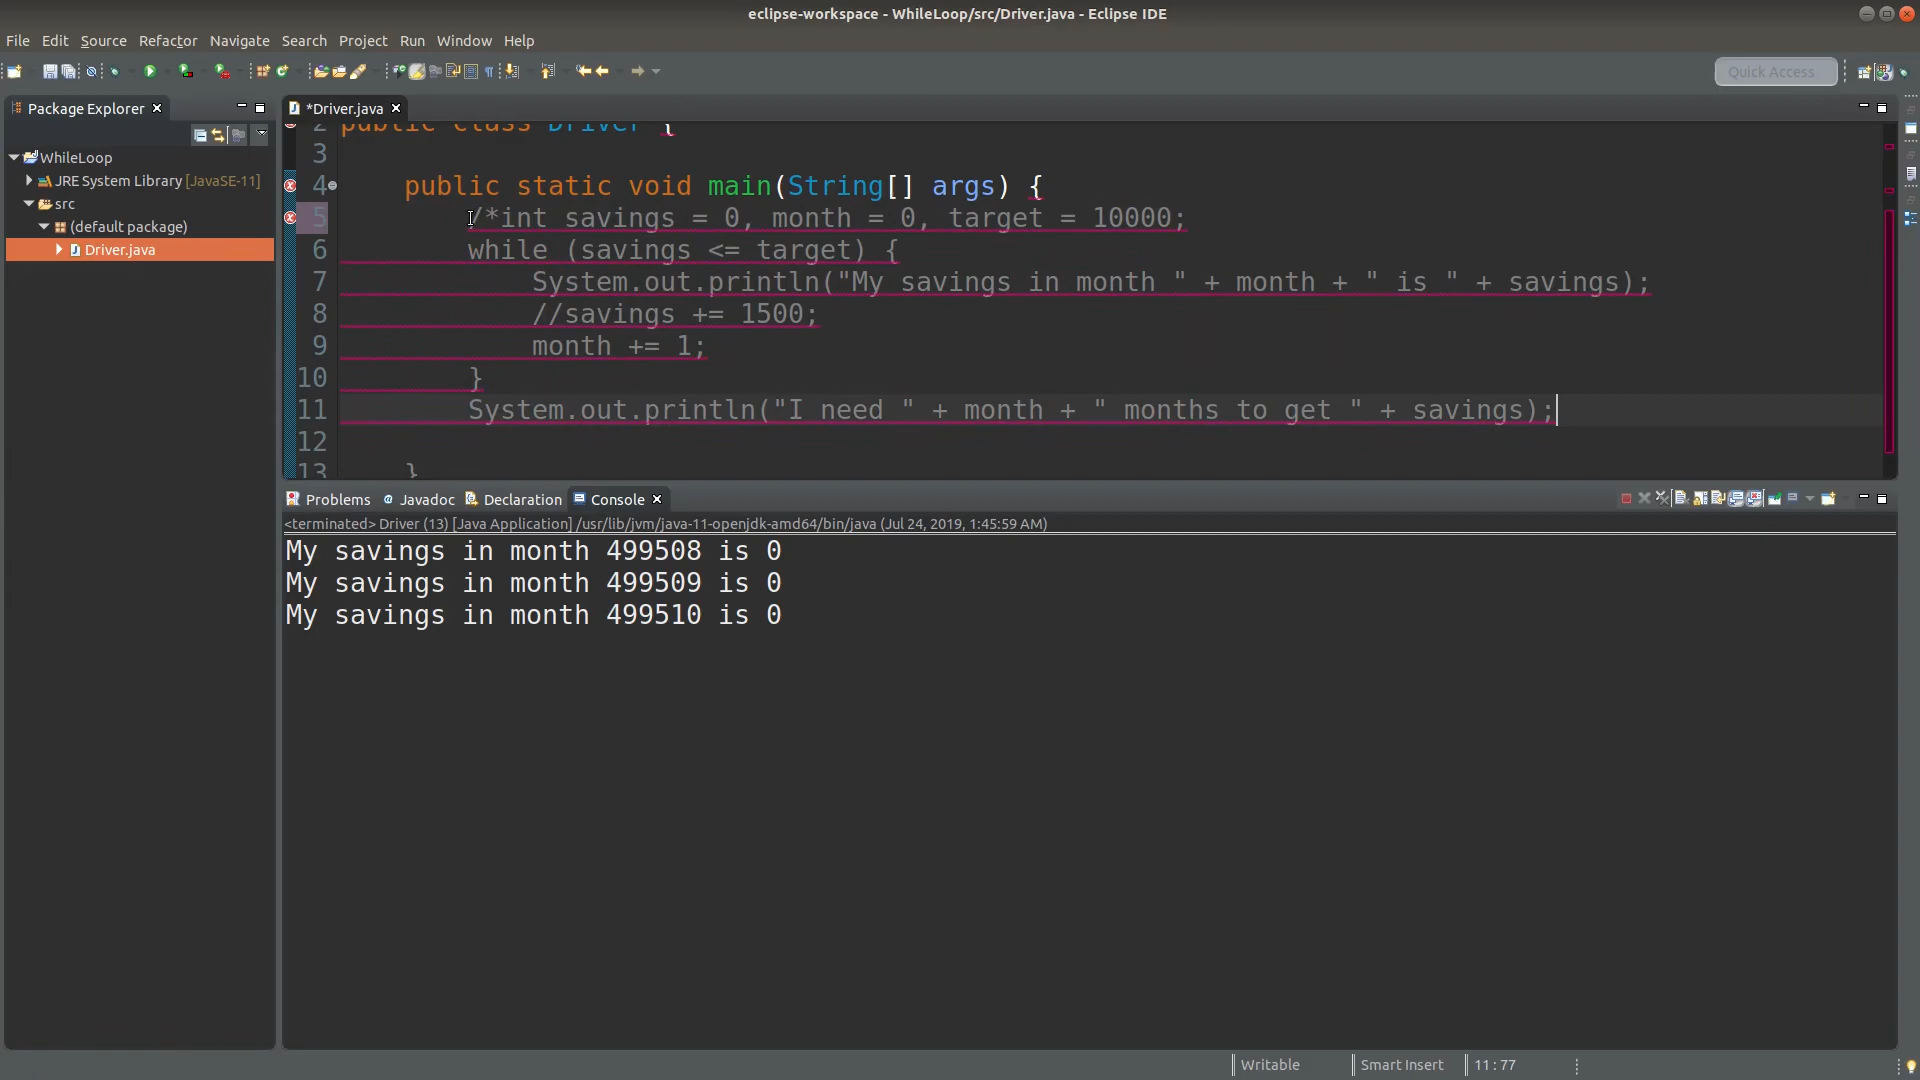 eclipse-workspace - WhileLoop/src/Driver.java - Eclipse IDE
File Edit Source Refactor Navigate Search Project Run Window Help
Quick Access
Package Explorer
*Driver.java
WhileLoop
JRE System Library [JavaSE-11]
src
(default package)
Driver.java
2 public class Driver {
3
4 public static void main(String[] args) {
5 /*int savings = 0, month = 0, target = 10000;
6 while (savings <= target) {
7 System.out.println("My savings in month " + month + " is " + savings);
8 //savings += 1500;
9 month += 1;
10 }
11 System.out.println("I need " + month + " months to get " + savings);
12
13 }
Problems Javadoc Declaration Console
<terminated> Driver (13) [Java Application] /usr/lib/jvm/java-11-openjdk-amd64/bin/java (Jul 24, 2019, 1:45:59 AM)
My savings in month 499508 is 0
My savings in month 499509 is 0
My savings in month 499510 is 0
Writable Smart Insert 11 : 77